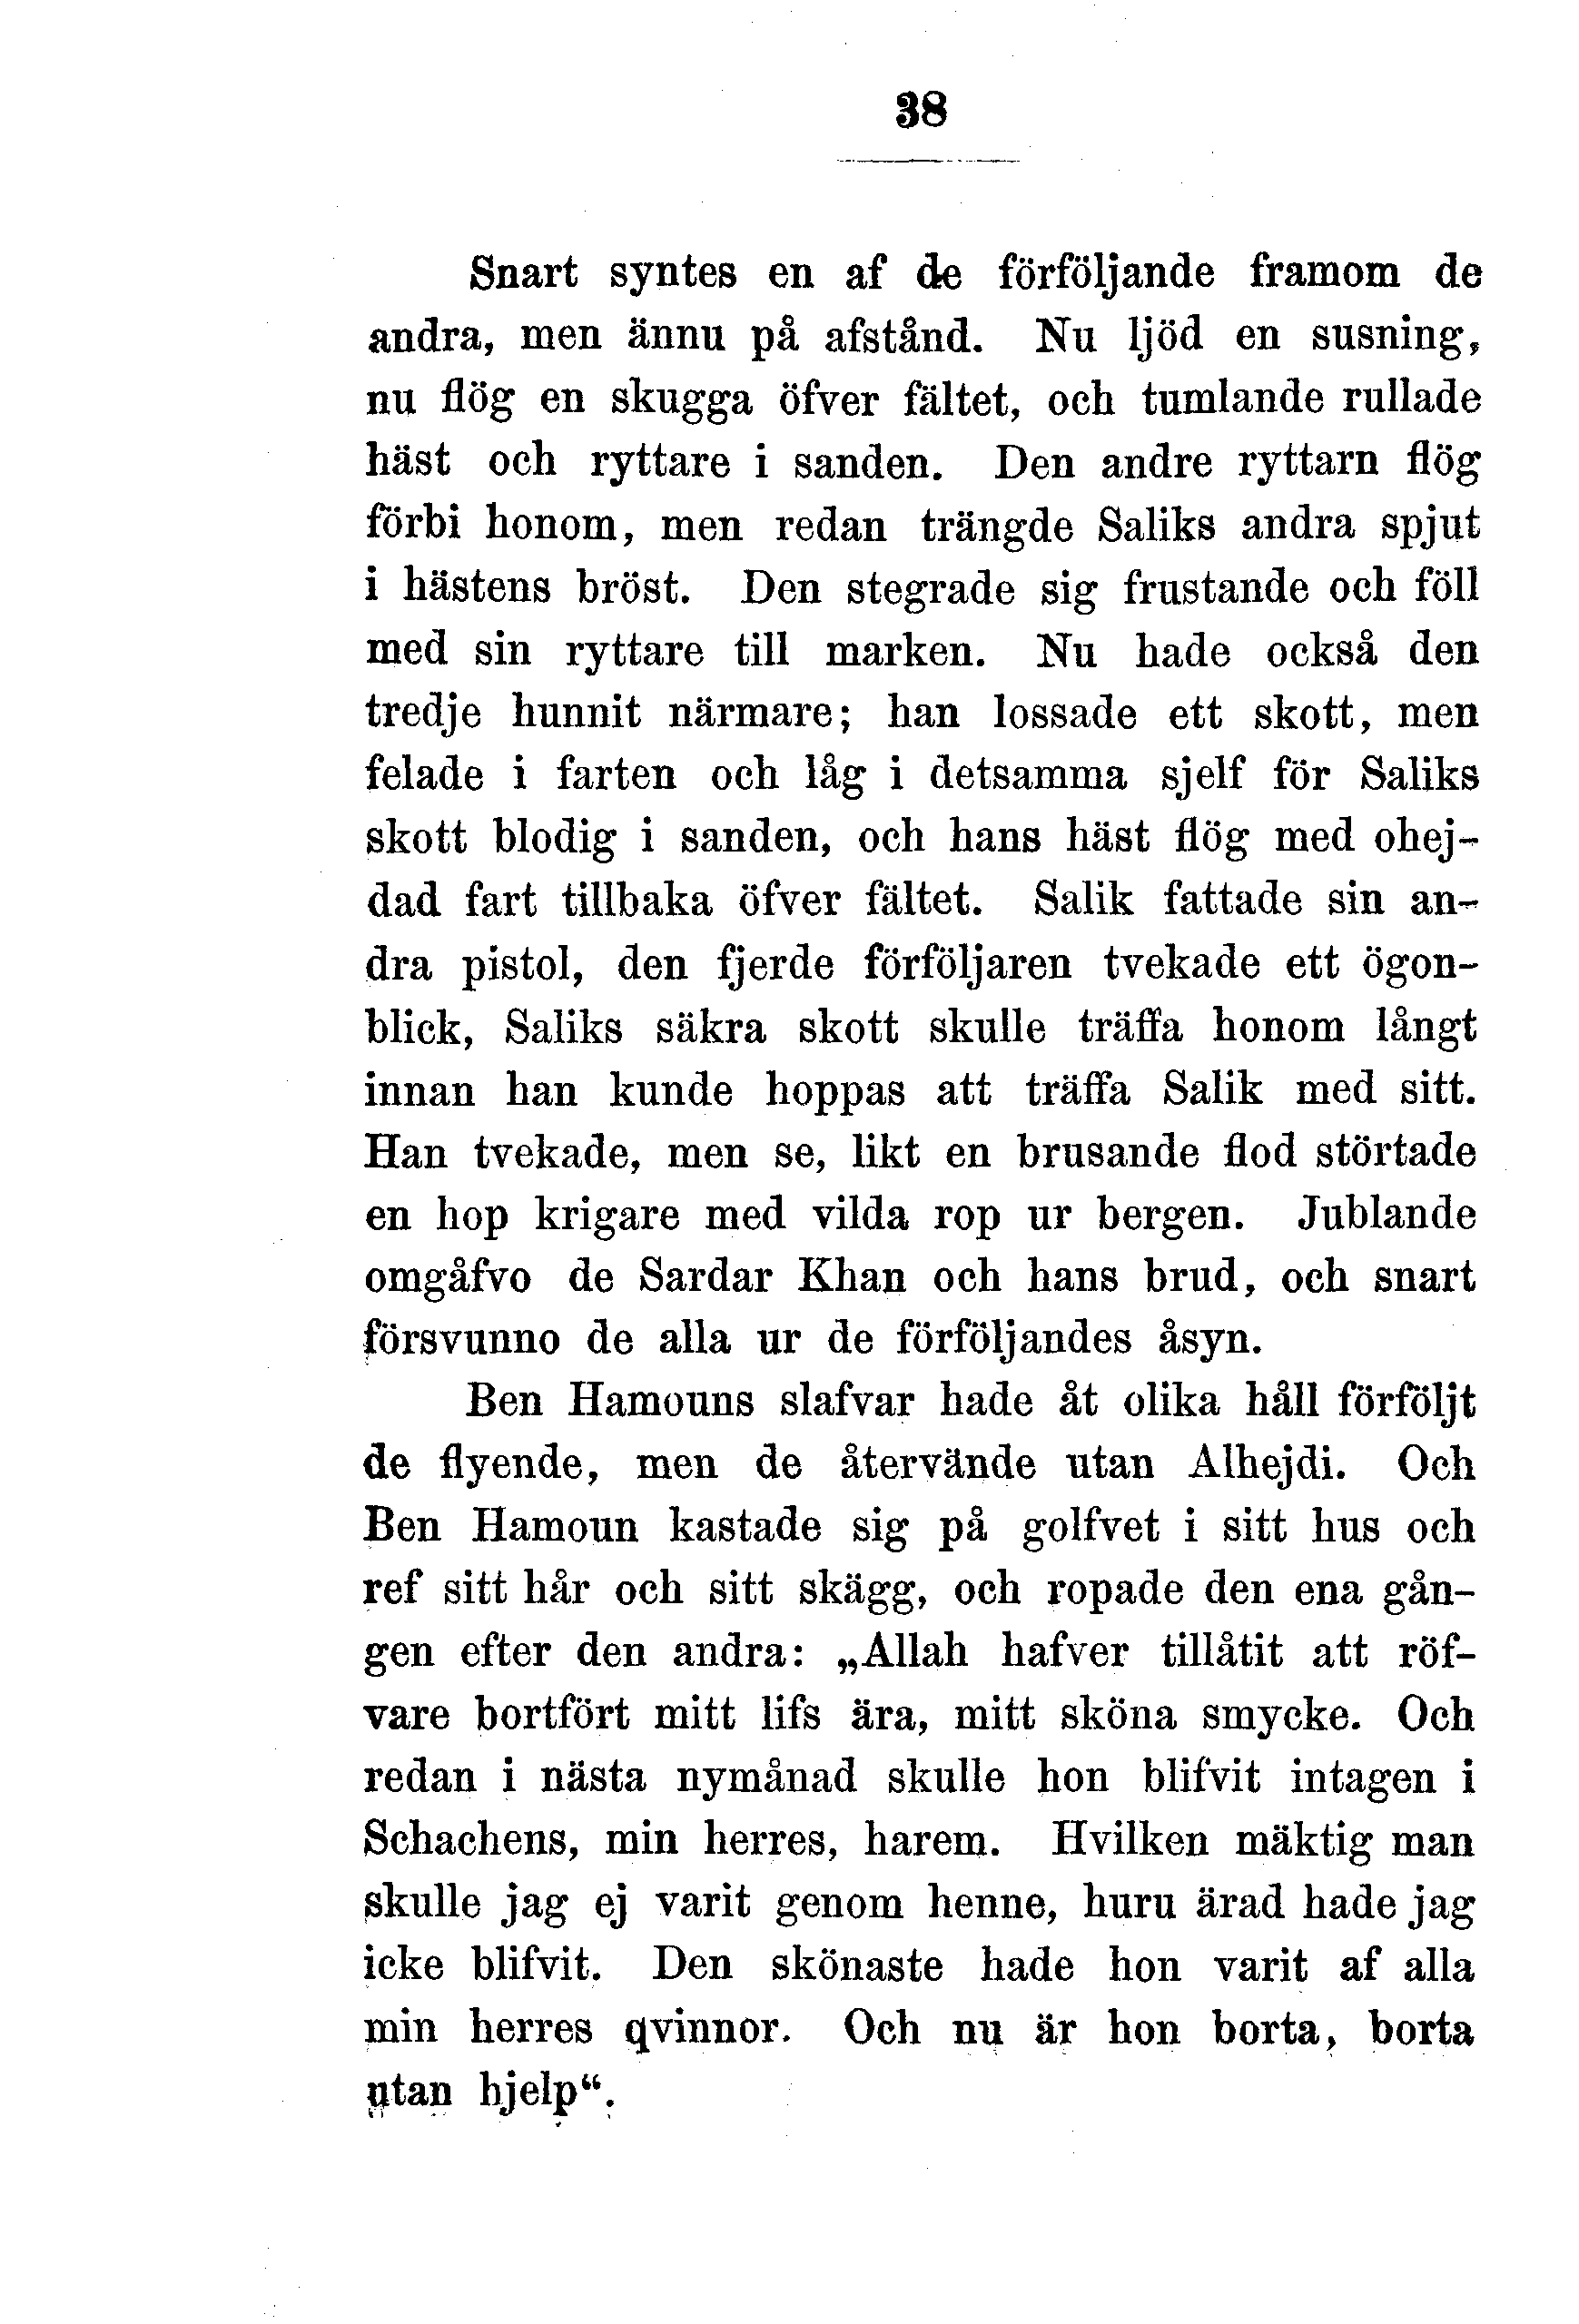 38
Snart syntes en af de förföljande framom de
andra, men ännu på afstånd. Nu ljöd en susning,
nu flög en skugga öfver fältet, och tumlande rullade
häst och ryttare i sanden. Den andre ryttarn flög
förbi honom, men redan trängde Saliks andra spjut
i hästens bröst. Den stegrade sig frustande och föll
med sin ryttare till marken. Nu hade också den
tredje hunnit närmare; han lossade ett skott, men
felade i farten och låg i detsamma sjelf för Saliks
skott blodig i sanden, och hans häst flög med ohej-
dad fart tillbaka öfver fältet. Salik fattade sin an-
dra pistol, den fjerde förföljaren tvekade ett ögon-
blick, Saliks säkra skott skulle träffa honom långt
innan han kunde hoppas att träffa Salik med sitt.
Han tvekade, men se, likt en brusande flod störtade
en hop krigare med vilda rop ur bergen. Jublande
omgåfvo de Sardar Khan och hans brud, och snart
försvunno de alla ur de förföljandes åsyn.
Ben Hamouns slafvar hade åt olika håll förföljt
de flyende, men de återvände utan Alhejdi. Och
Ben Hamoun kastade sig på golfvet i sitt hus och
ref sitt hår och sitt skägg, och ropade den ena gån-
gen efter den andra: „Allah hafver tillåtit att röf-
vare bortfört mitt lifs ära, mitt sköna smycke. Och
redan i nästa nymånad skulle hon blifvit intagen i
Schachens, min herres, harem. Hvilken mäktig man
skulle jag ej varit genom henne, huru ärad hade jag
icke blifvit. Den skönaste hade hon varit af alla
min herres qvinnor. Och nu är hon borta, borta
utan hjelp“.